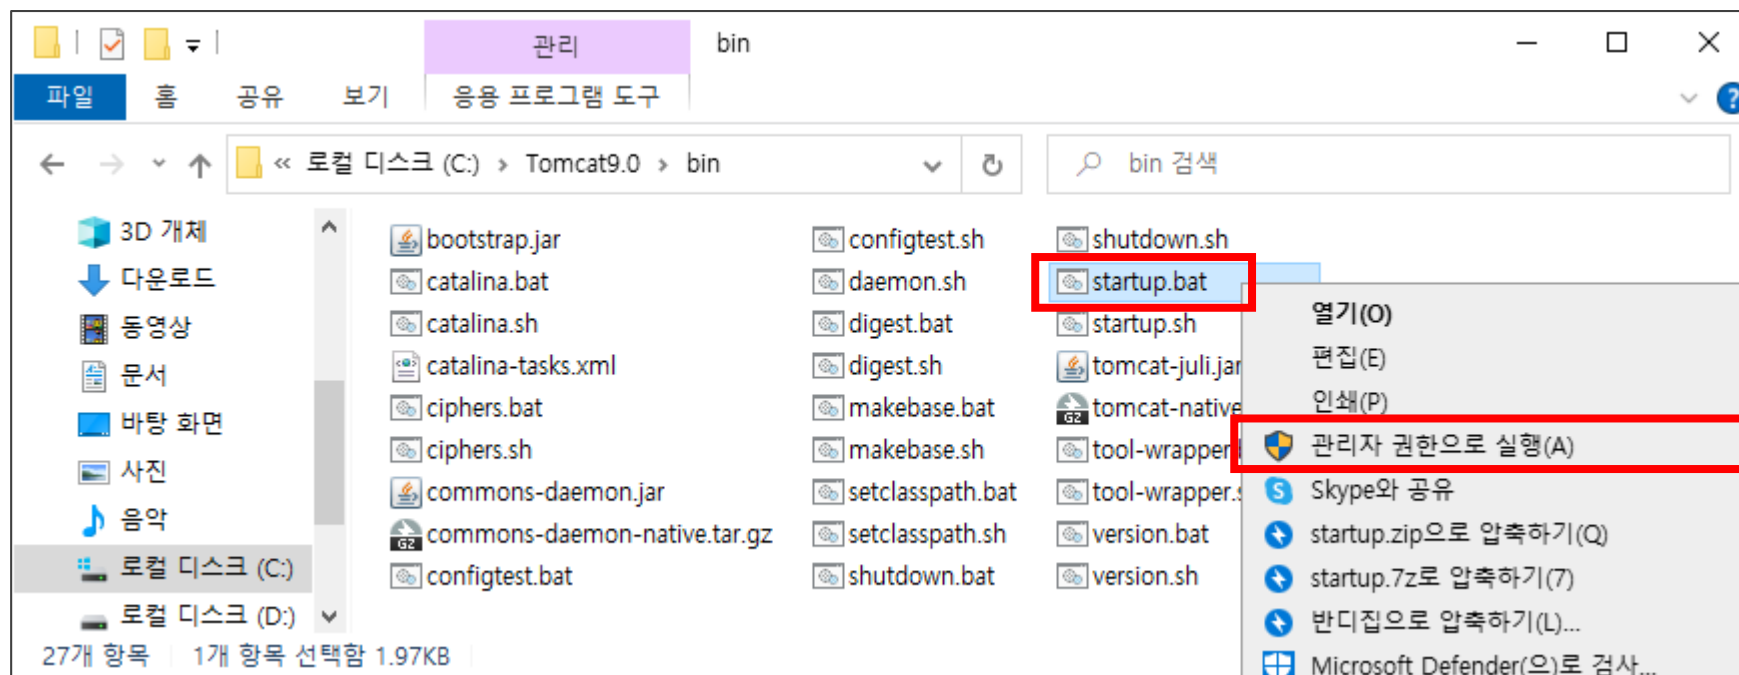 관리
bin
파일
홈
공유
보기
응용 프로그램 도구
?
« 로컬 디스크 (C:) › Tomcat9.0 › bin
bin 검색
3D 개체
다운로드
동영상
문서
바탕 화면
사진
음악
로컬 디스크 (C:)
로컬 디스크 (D:)
bootstrap.jar
catalina.bat
catalina.sh
catalina-tasks.xml
ciphers.bat
ciphers.sh
commons-daemon.jar
commons-daemon-native.tar.gz
configtest.bat
configtest.sh
daemon.sh
digest.bat
digest.sh
makebase.bat
makebase.sh
setclasspath.bat
setclasspath.sh
shutdown.bat
shutdown.sh
startup.bat
startup.sh
tomcat-juli.jar
tomcat-native
tool-wrapper
tool-wrapper.s
version.bat
version.sh
열기(O)
편집(E)
인쇄(P)
관리자 권한으로 실행(A)
Skype와 공유
startup.zip으로 압축하기(Q)
startup.7z로 압축하기(7)
반디집으로 압축하기(L)...
Microsoft Defender(으)로 검사...
27개 항목
1개 항목 선택함 1.97KB